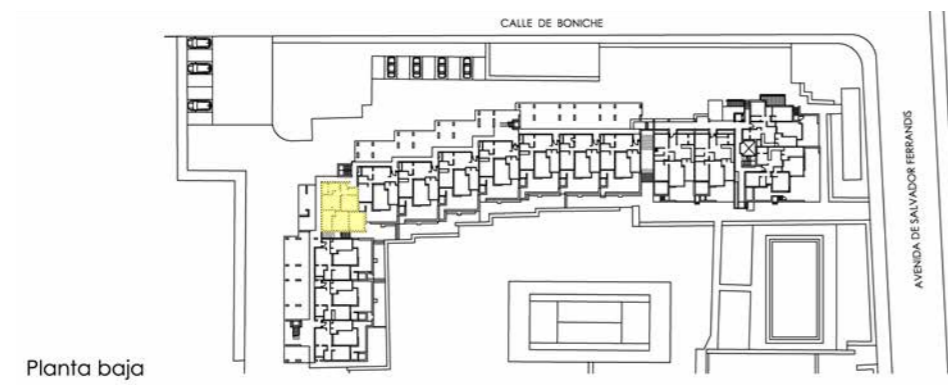 CALLE DE BONICHE
AVENIDA DE SALVADOR FERRANDIS
Planta baja